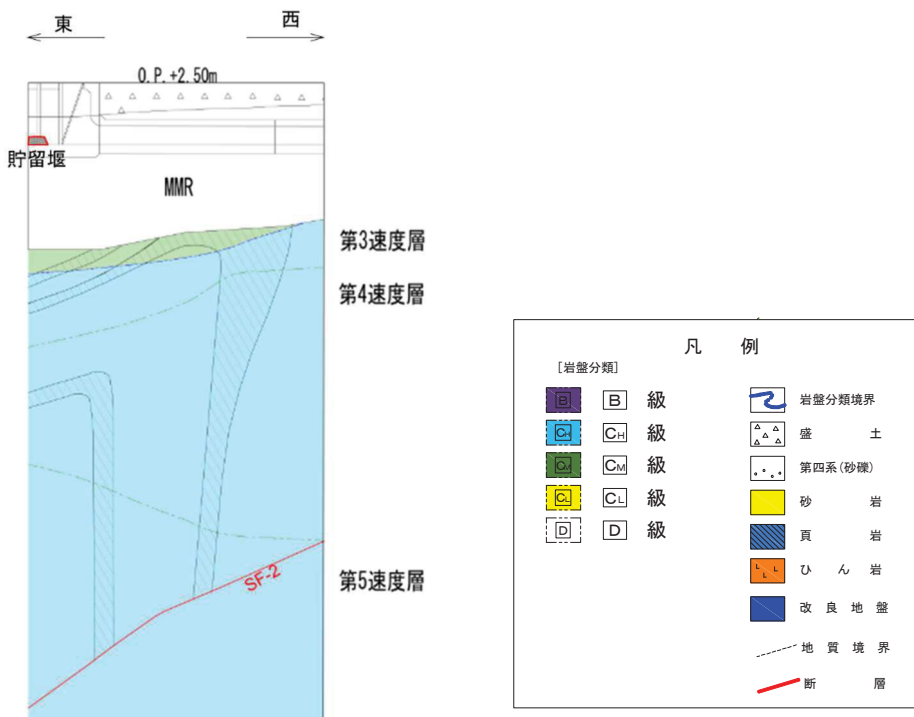 東 西
O.P.+2.50m
貯留堰
MMR
第3速度層
第4速度層
第5速度層
SF-2
凡 例
[岩盤分類]
B B 級
CH CH 級
CM CM 級
CL CL 級
D D 級
岩盤分類境界
盛 土
第四系(砂礫)
砂 岩
頁 岩
ひ ん 岩
改 良 地 盤
地 質 境 界
断 層